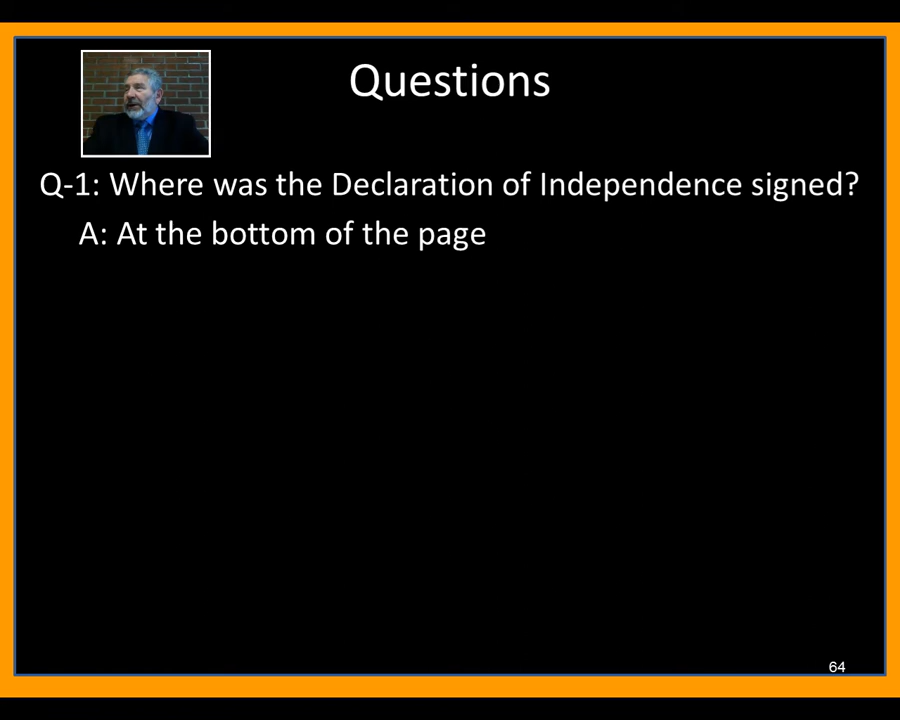 Questions
Q-1: Where was the Declaration of Independence signed?
A: At the bottom of the page
64